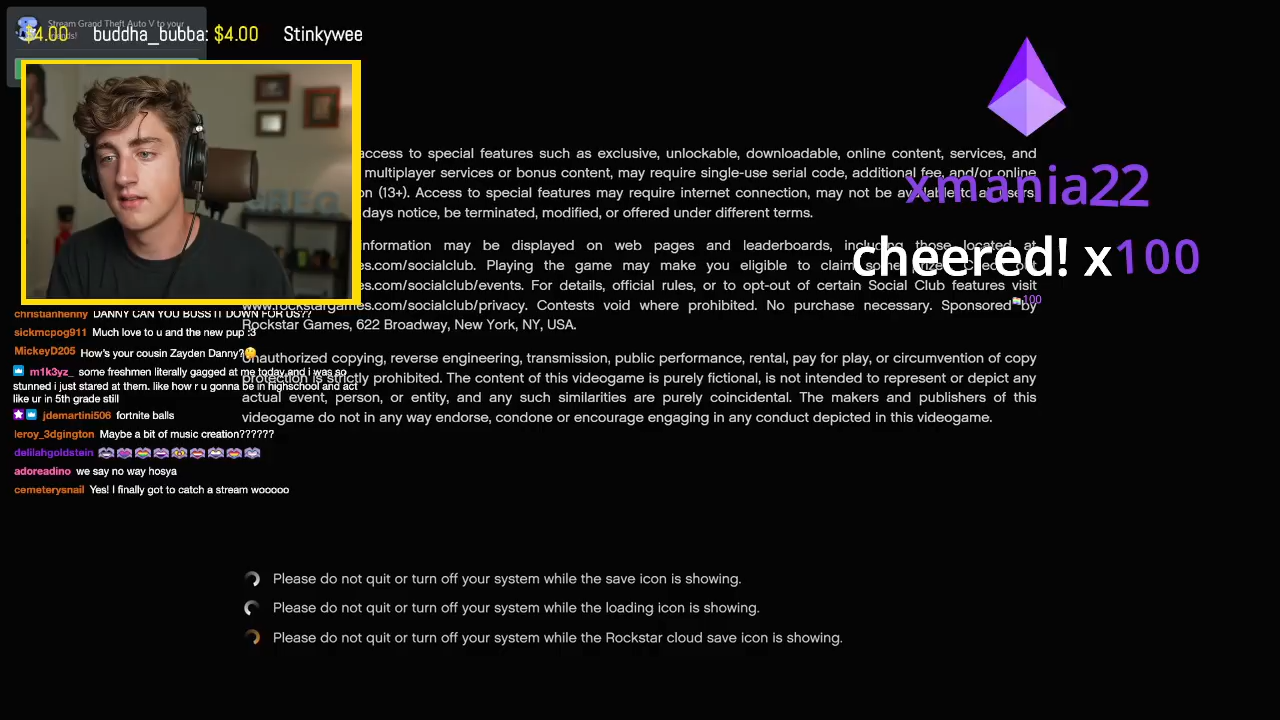 Stream Grand Theft Auto V to your
$4.00 buddha_bubba: $4.00 Stinkywee
xmania22
cheered! x100
100
access to special features such as exclusive, unlockable, downloadable, online content, services, and
multiplayer services or bonus content, may require single-use serial code, additional fee, and/or online
(13+). Access to special features may require internet connection, may not be available to all users,
days notice, be terminated, modified, or offered under different terms.
information may be displayed on web pages and leaderboards, including those located at
es.com/socialclub. Playing the game may make you eligible to claim some
es.com/socialclub/events. For details, official rules, or to opt-out of certain Social Club features visit
www.rockstargames.com/socialclub/privacy. Contests void where prohibited. No purchase necessary. Sponsored by
Rockstar Games, 622 Broadway, New York, NY, USA.
Unauthorized copying, reverse engineering, transmission, public performance, rental, pay for play, or circumvention of copy
protection is strictly prohibited. The content of this videogame is purely fictional, is not intended to represent or depict any
actual event, person, or entity, and any such similarities are purely coincidental. The makers and publishers of this
videogame do not in any way endorse, condone or encourage engaging in any conduct depicted in this videogame.
christianhenny DANNY CAN YOU BUSS IT DOWN FOR US??
sickmcpog911 Much love to u and the new pup :3
MickeyD205 How's your cousin Zayden Danny?🤔
m1k3yz_ some freshmen literally gagged at me today and i was so
stunned i just stared at them. like how r u gonna be in highschool and act
like ur in 5th grade still
jdemartini506 fortnite balls
leroy_3dgington Maybe a bit of music creation??????
delilahgoldstein
adoreadino we say no way hosya
cemeterysnail Yes! I finally got to catch a stream wooooo
Please do not quit or turn off your system while the save icon is showing.
Please do not quit or turn off your system while the loading icon is showing.
Please do not quit or turn off your system while the Rockstar cloud save icon is showing.